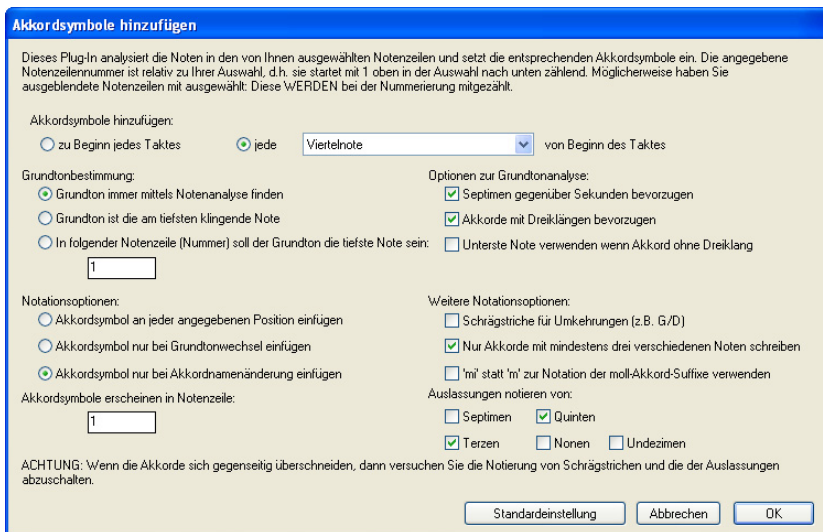 Akkordsymbole hinzufügen
Dieses Plug-In analysiert die Noten in den von Ihnen ausgewählten Notenzeilen und setzt die entsprechenden Akkordsymbole ein. Die angegebene
Notenzeilennummer ist relativ zu Ihrer Auswahl, d.h. sie startet mit 1 oben in der Auswahl nach unten zählend. Möglicherweise haben Sie
ausgeblendete Notenzeilen mit ausgewählt: Diese WERDEN bei der Nummerierung mitgezählt.
Akkordsymbole hinzufügen:
zu Beginn jedes Taktes jede Viertelnote von Beginn des Taktes
Grundtonbestimmung:
Grundton immer mittels Notenanalyse finden
Grundton ist die am tiefsten klingende Note
In folgender Notenzeile (Nummer) soll der Grundton die tiefste Note sein:
1
Optionen zur Grundtonanalyse:
Septimen gegenüber Sekunden bevorzugen
Akkorde mit Dreiklängen bevorzugen
Unterste Note verwenden wenn Akkord ohne Dreiklang
Notationsoptionen:
Akkordsymbol an jeder angegebenen Position einfügen
Akkordsymbol nur bei Grundtonwechsel einfügen
Akkordsymbol nur bei Akkordnamenänderung einfügen
Akkordsymbole erscheinen in Notenzeile:
1
Weitere Notationsoptionen:
Schrägstriche für Umkehrungen (z.B. G/D)
Nur Akkorde mit mindestens drei verschiedenen Noten schreiben
'mi' statt 'm' zur Notation der moll-Akkord-Suffixe verwenden
Auslassungen notieren von:
Septimen Quinten
Terzen Nonen Undezimen
ACHTUNG: Wenn die Akkorde sich gegenseitig überschneiden, dann versuchen Sie die Notierung von Schrägstrichen und die der Auslassungen
abzuschalten.
Standardeinstellung Abbrechen OK